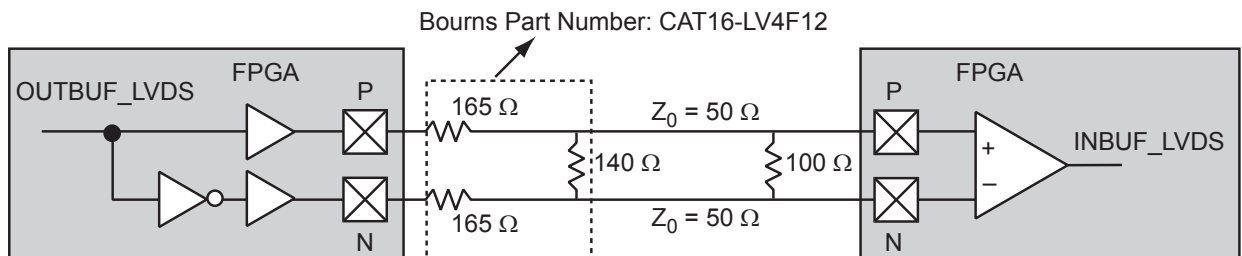 Bourns Part Number: CAT16-LV4F12
FPGA
FPGA
OUTBUF_LVDS
P
165 Ω
Z0 = 50 Ω
P
INBUF_LVDS
+
140 Ω
100 Ω
−
165 Ω
Z0 = 50 Ω
N
N